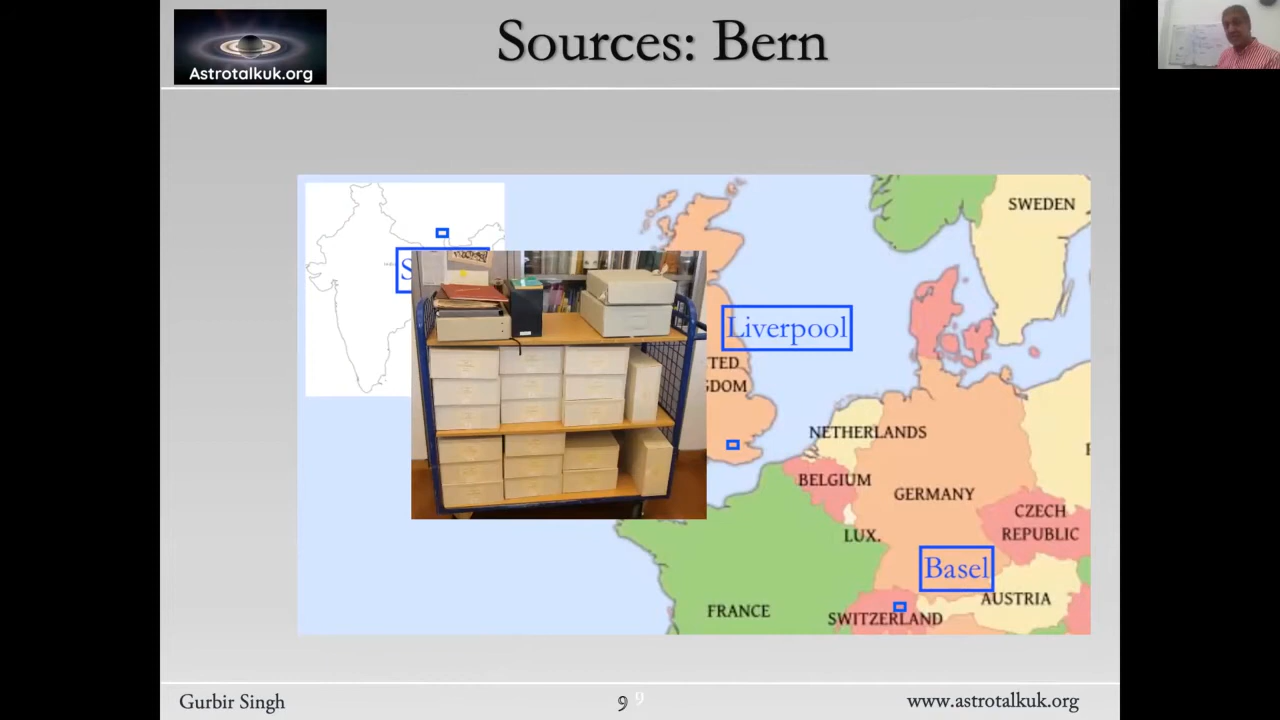 Sources: Bern
Astrotalkuk.org
SWEDEN
S
Liverpool
TED
GDOM
NETHERLANDS
BELGIUM
GERMANY
CZECH
REPUBLIC
LUX.
Basel
AUSTRIA
FRANCE
SWITZERLAND
Gurbir Singh
9 9
www.astrotalkuk.org